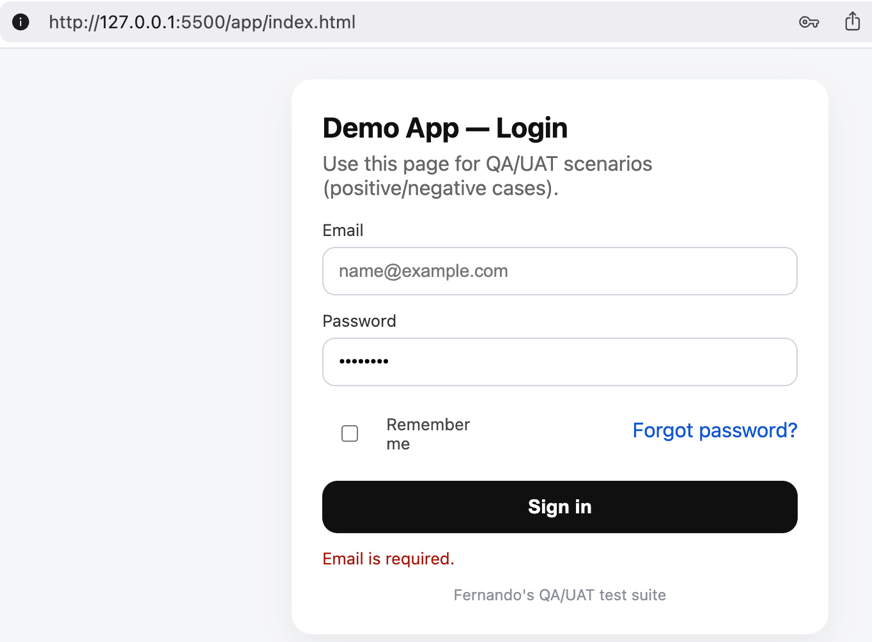 http://127.0.0.1:5500/app/index.html
Demo App — Login
Use this page for QA/UAT scenarios
(positive/negative cases).
Email
name@example.com
Password
••••••••
Remember
me
Forgot password?
Sign in
Email is required.
Fernando's QA/UAT test suite